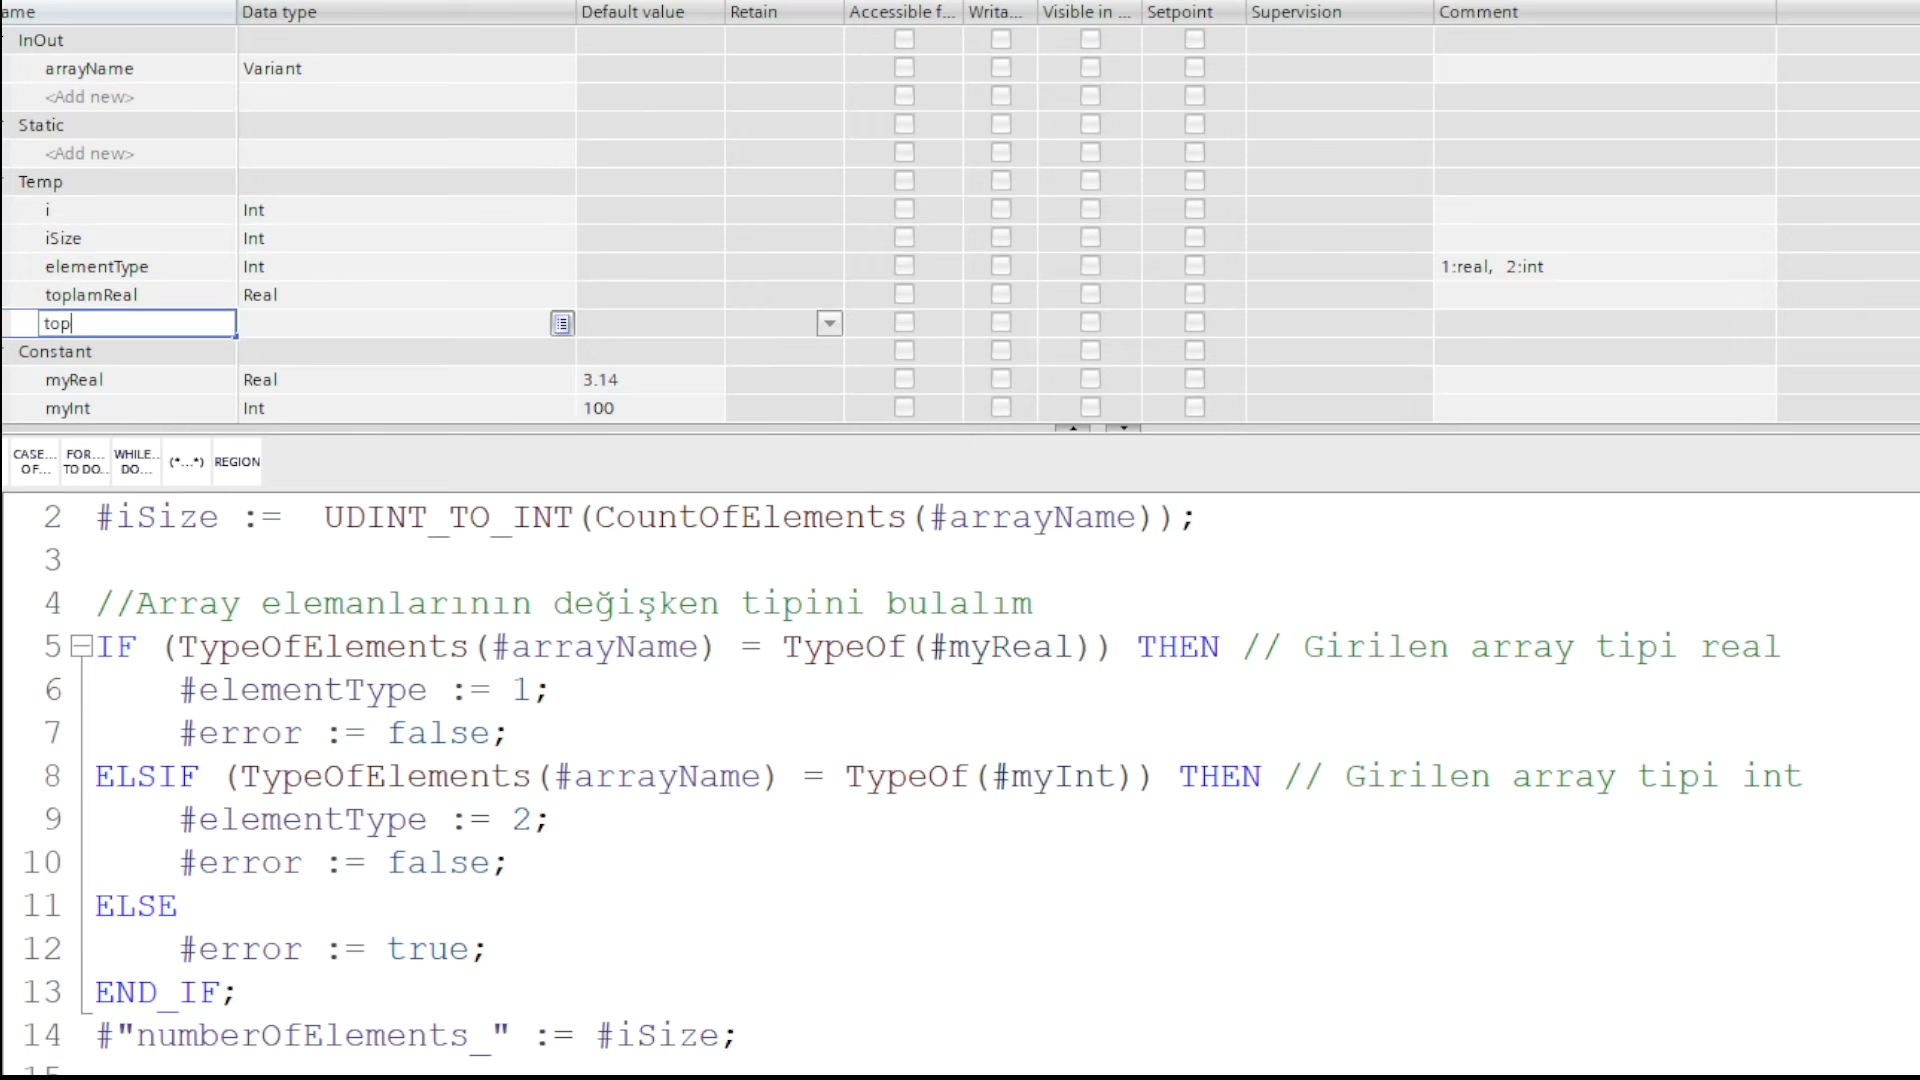 ame Data type Default value Retain Accessible f... Writa... Visible in ... Setpoint Supervision Comment
InOut
arrayName Variant
<Add new>
Static
<Add new>
Temp
i Int
iSize Int
elementType Int 1:real, 2:int
toplamReal Real
top
Constant
myReal Real 3.14
myInt Int 100
CASE... OF... FOR... TO DO.. WHILE.. DO... (*...*) REGION
2 #iSize := UDINT_TO_INT(CountOfElements(#arrayName));
3
4 //Array elemanlarının değişken tipini bulalım
5 IF (TypeOfElements(#arrayName) = TypeOf(#myReal)) THEN // Girilen array tipi real
6 #elementType := 1;
7 #error := false;
8 ELSIF (TypeOfElements(#arrayName) = TypeOf(#myInt)) THEN // Girilen array tipi int
9 #elementType := 2;
10 #error := false;
11 ELSE
12 #error := true;
13 END_IF;
14 #"numberOfElements_" := #iSize;
15